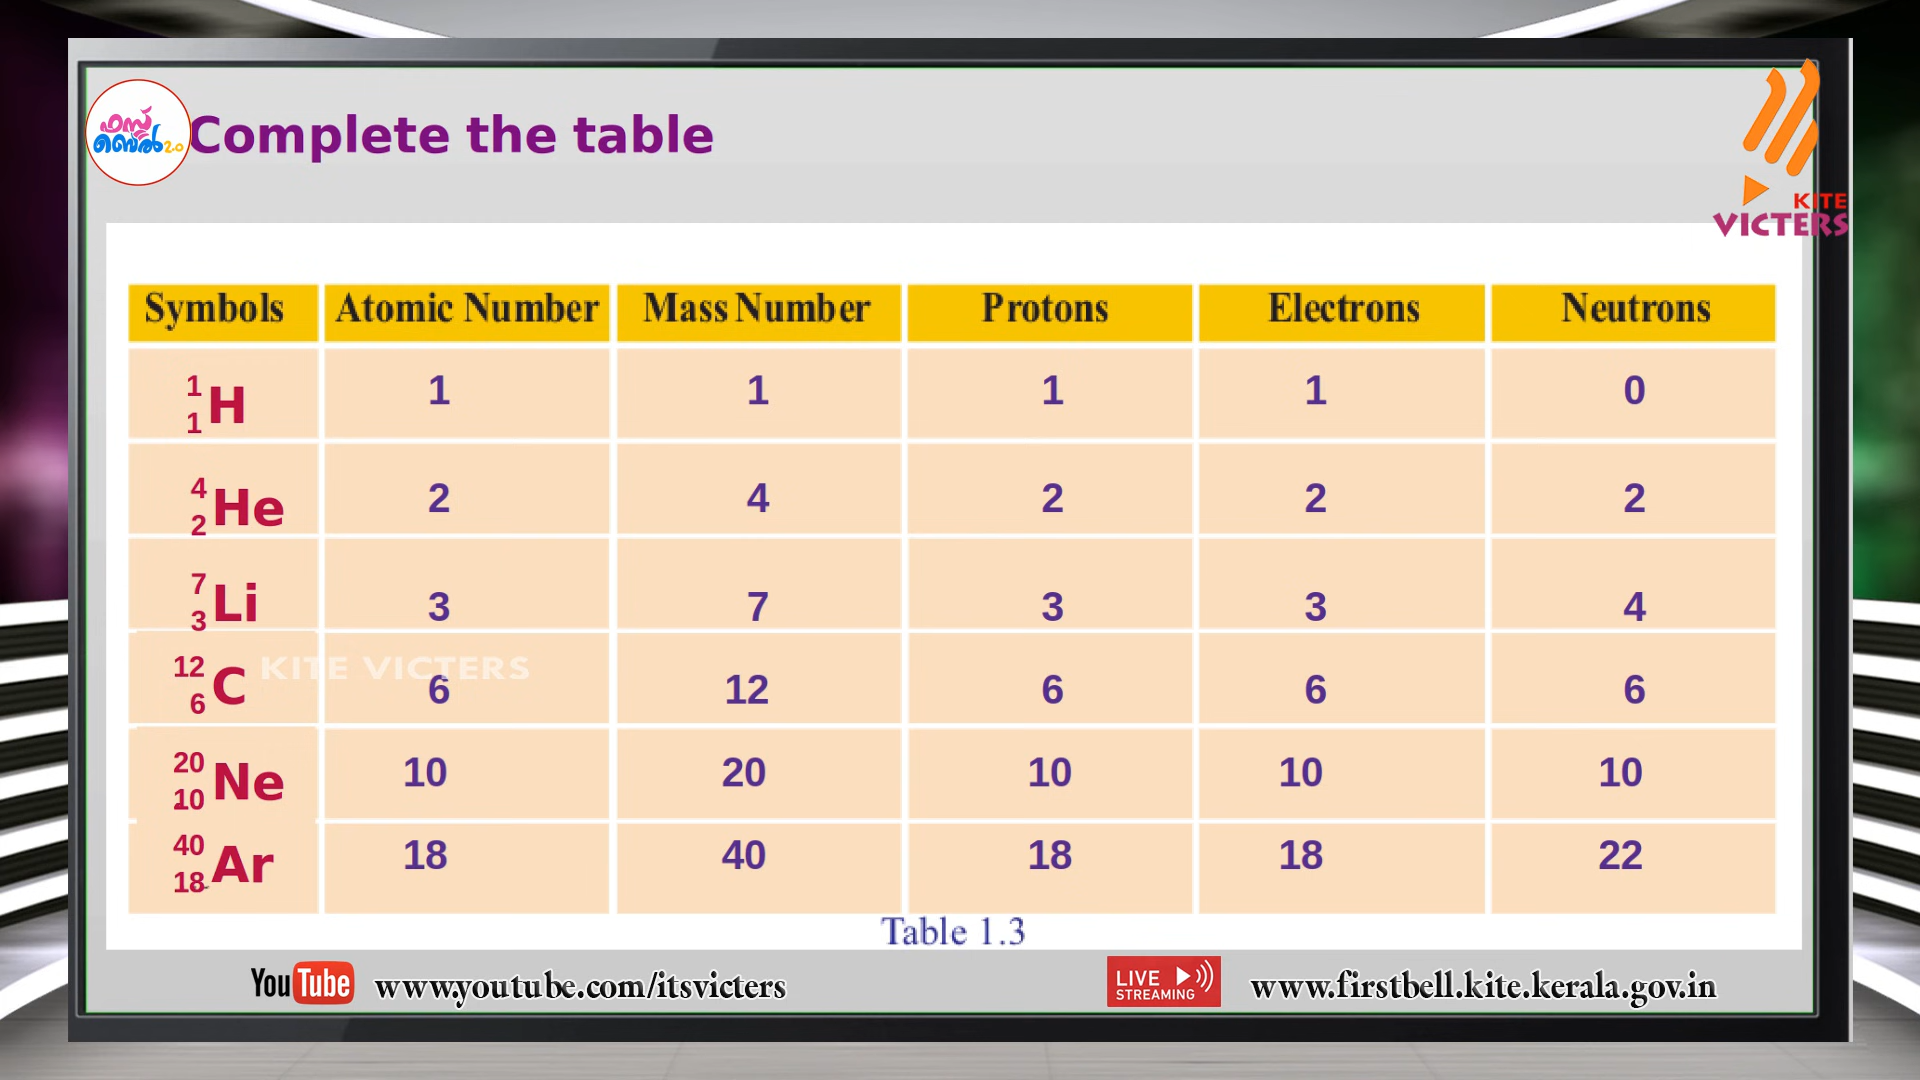 ഫസ്റ്റ്
ബെൽ 2.0
Complete the table
KITE
VICTERS
Symbols Atomic Number Mass Number Protons Electrons Neutrons
1
1 H 1 1 1 1 0
4
2 He 2 4 2 2 2
7
3 Li 3 7 3 3 4
KITE VICTERS
12
6 C 6 12 6 6 6
20
10 Ne 10 20 10 10 10
40
18 Ar 18 40 18 18 22
Table 1.3
YouTube www.youtube.com/itsvicters
LIVE
STREAMING
www.firstbell.kite.kerala.gov.in